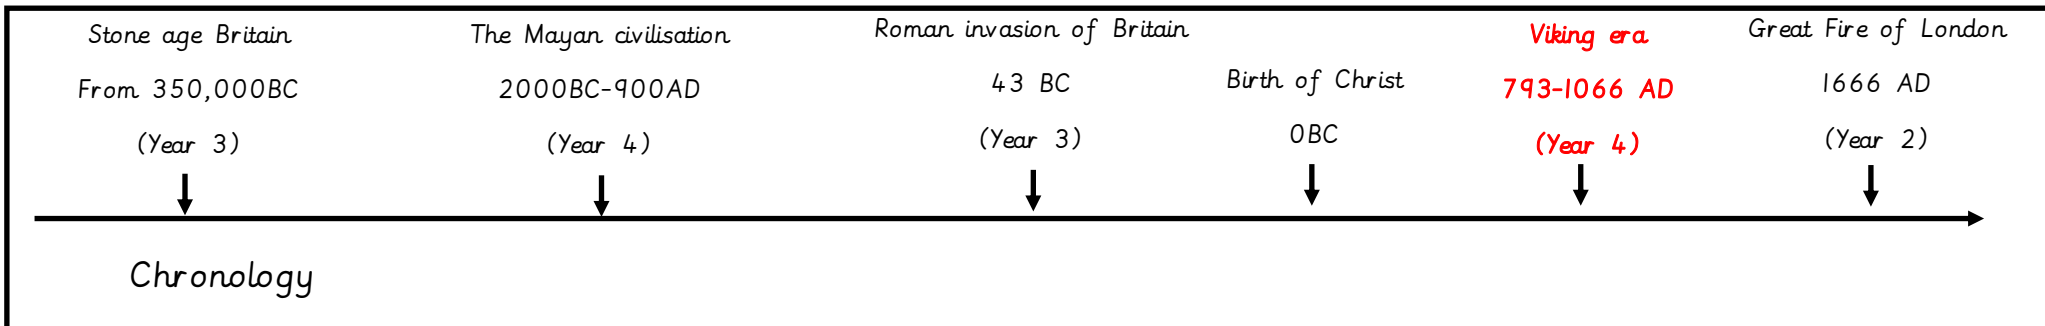 Stone age Britain
From 350,000BC
(Year 3)
The Mayan civilisation
2000BC-900AD
(Year 4)
Roman invasion of Britain
43 BC
(Year 3)
Birth of Christ
0BC
Viking era
793-1066 AD
(Year 4)
Great Fire of London
1666 AD
(Year 2)
Chronology